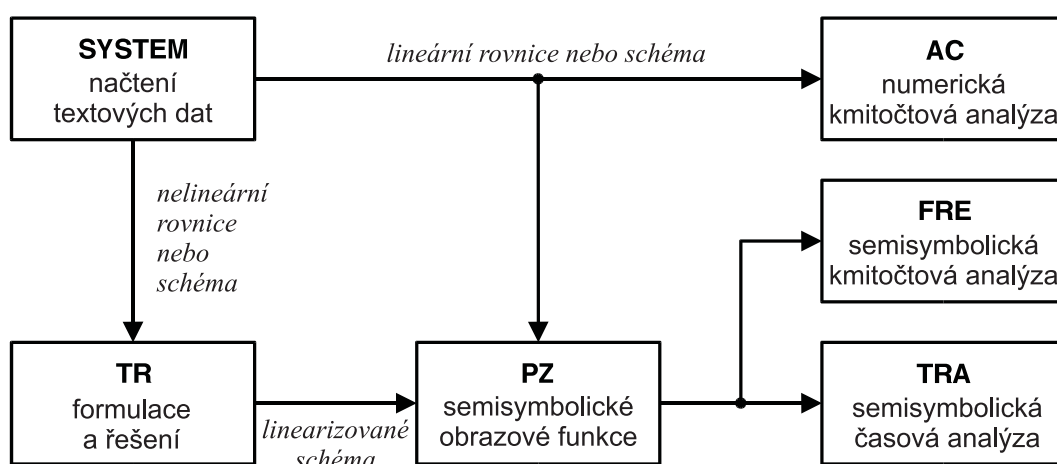 SYSTEM
načtení
textových dat
lineární rovnice nebo schéma
AC
numerická
kmitočtová analýza
nelineární
rovnice
nebo
schéma
FRE
semisymbolická
kmitočtová analýza
TR
formulace
a řešení
linearizované
schéma
PZ
semisymbolické
obrazové funkce
TRA
semisymbolická
časová analýza